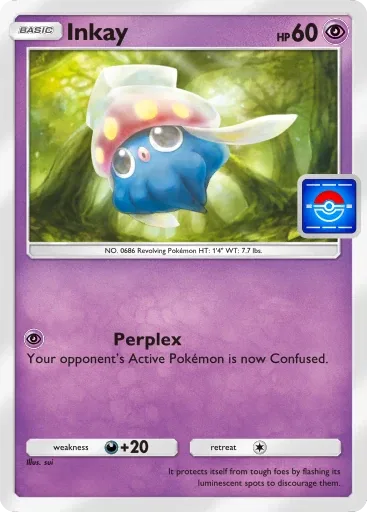 BASIC Inkay HP 60
NO. 0686 Revolving Pokémon HT: 1'4" WT: 7.7 lbs.
Perplex
Your opponent's Active Pokémon is now Confused.
weakness +20 retreat
Illus. sui
It protects itself from tough foes by flashing its
luminescent spots to discourage them.